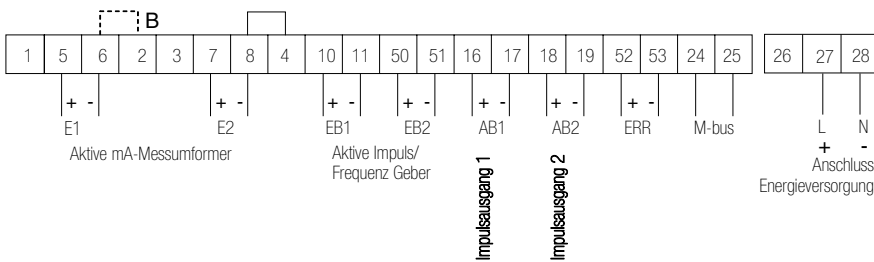 B
1 5 6 2 3 7 8 4 10 11 50 51 16 17 18 19 52 53 24 25 26 27 28
+ - + - + - + - + - + - + -
E1 E2 EB1 EB2 AB1 AB2 ERR M-bus L N
+ -
Aktive mA-Messumformer
Aktive Impuls/
Frequenz Geber
Impulsausgang 1
Impulsausgang 2
Anschluss
Energieversorgung